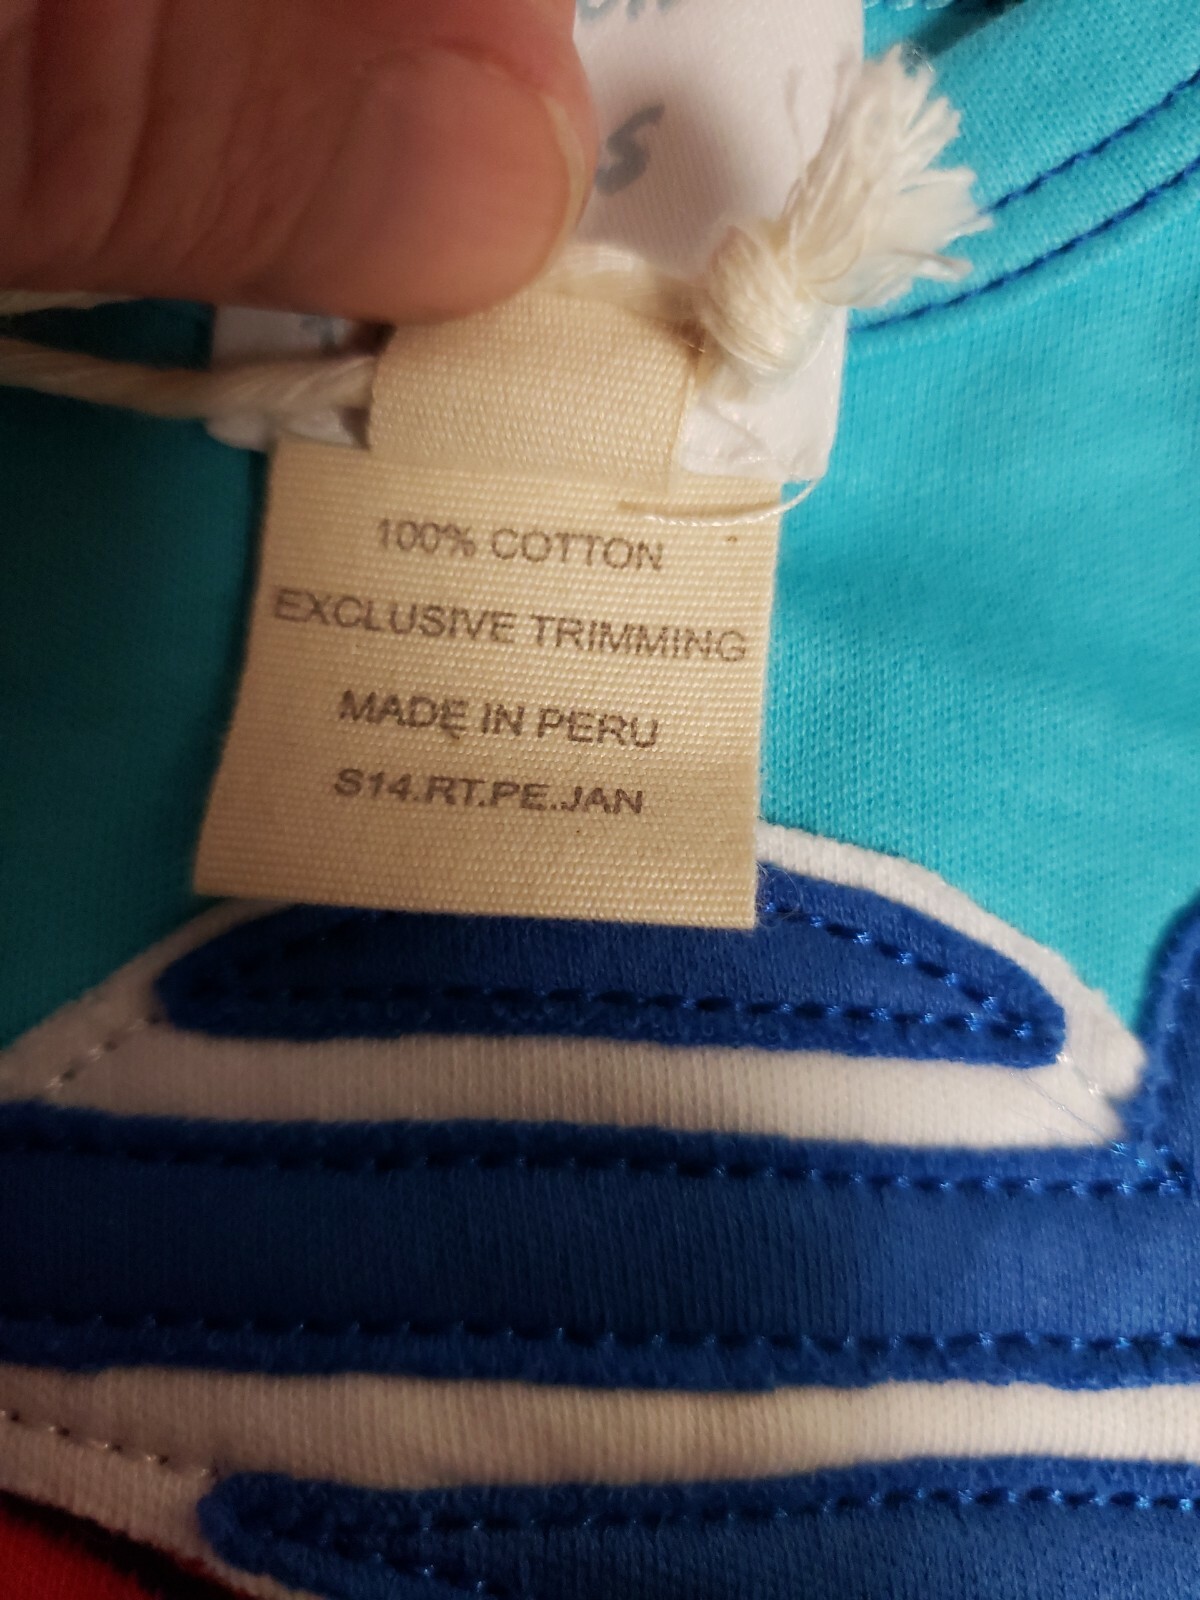 S
100% COTTON
EXCLUSIVE TRIMMING
MADE IN PERU
S14.RT.PE.JAN